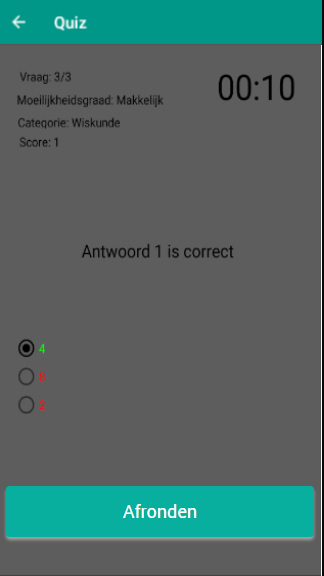 Quiz
Vraag: 3/3
00:10
Moeilijkheidsgraad: Makkelijk
Categorie: Wiskunde
Score: 1
Antwoord 1 is correct
4
2
Afronden